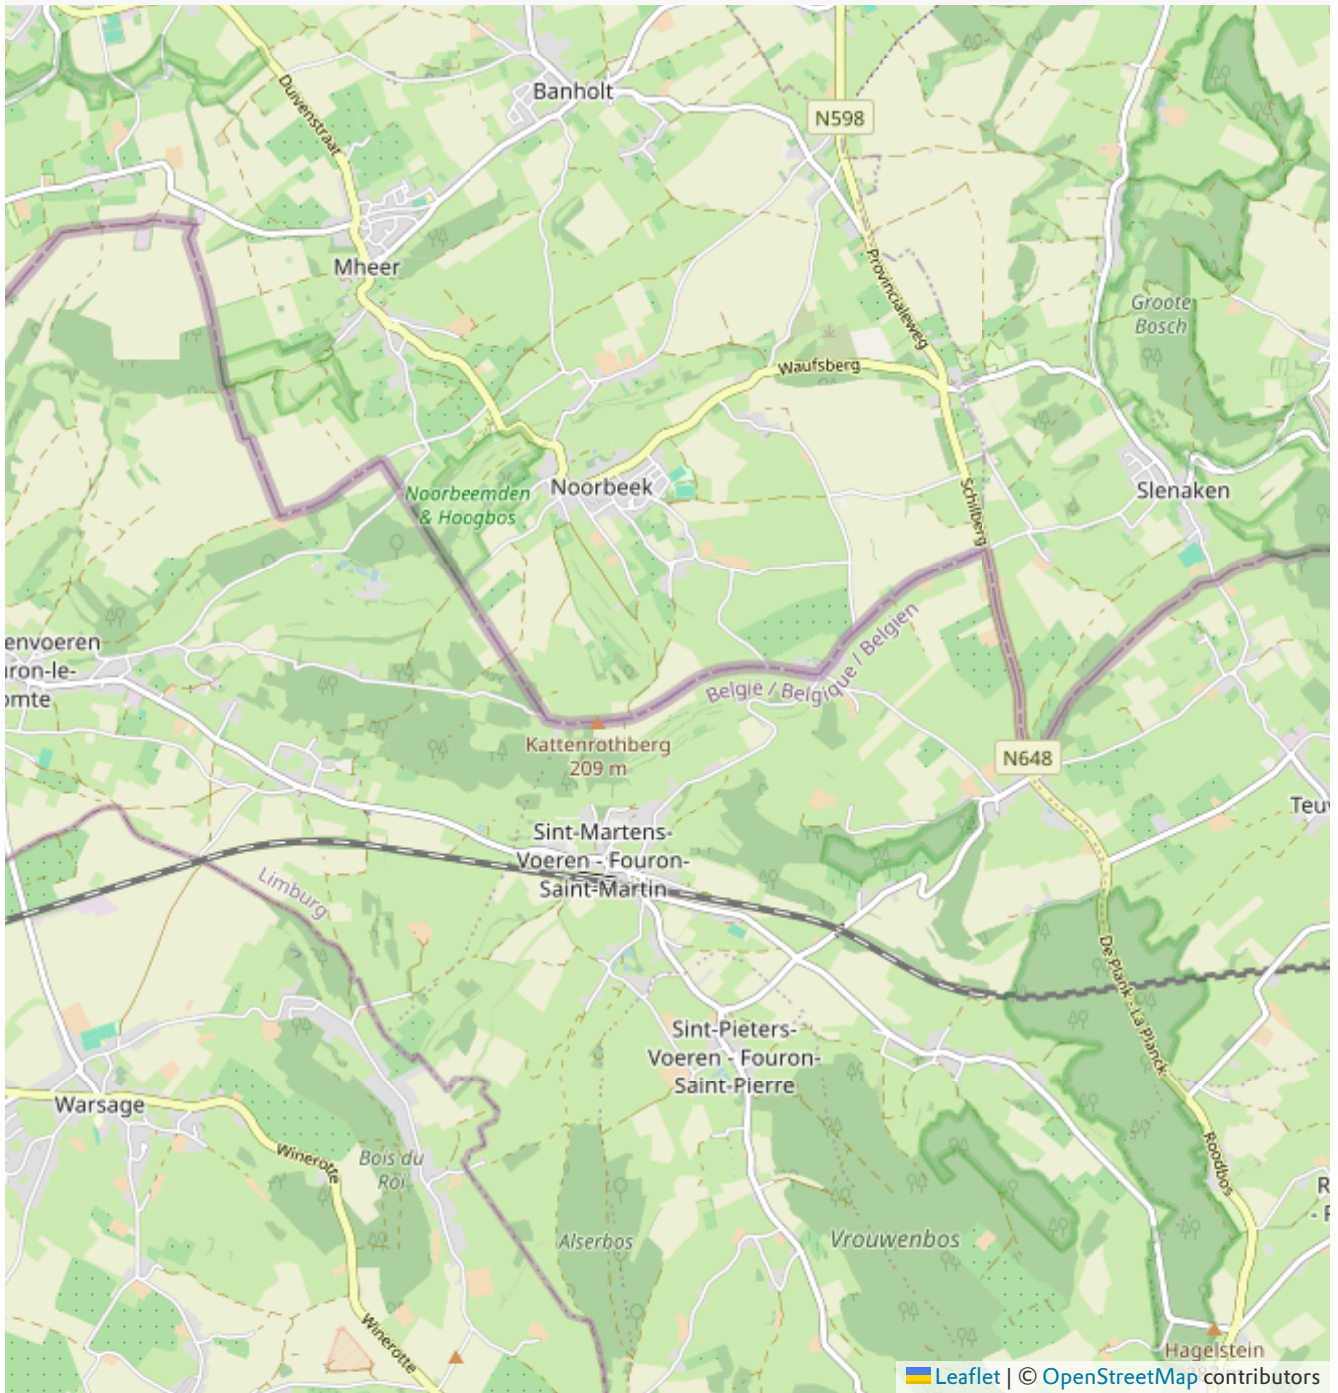 Duivenstraat
Banholt
N598
Mheer
Provincialeweg
Groote
Bosch
Waufsberg
Noorbeemden
& Hoogbos
Noorbeek
Schilberg
Slenaken
envoeren
uron-le-
omte
België / Belgique / Belgien
Kattenrothberg
209 m
N648
Teuv
Sint-Martens-
Voeren - Fouron-
Saint-Martin
Limburg
De Plank - La Planck
Sint-Pieters-
Voeren - Fouron-
Saint-Pierre
Warsage
Winerotte
Bois du
Roi
Roodbos
R
- F
Alserbos
Vrouwenbos
Winerotte
Hagelstein
Leaflet | © OpenStreetMap contributors